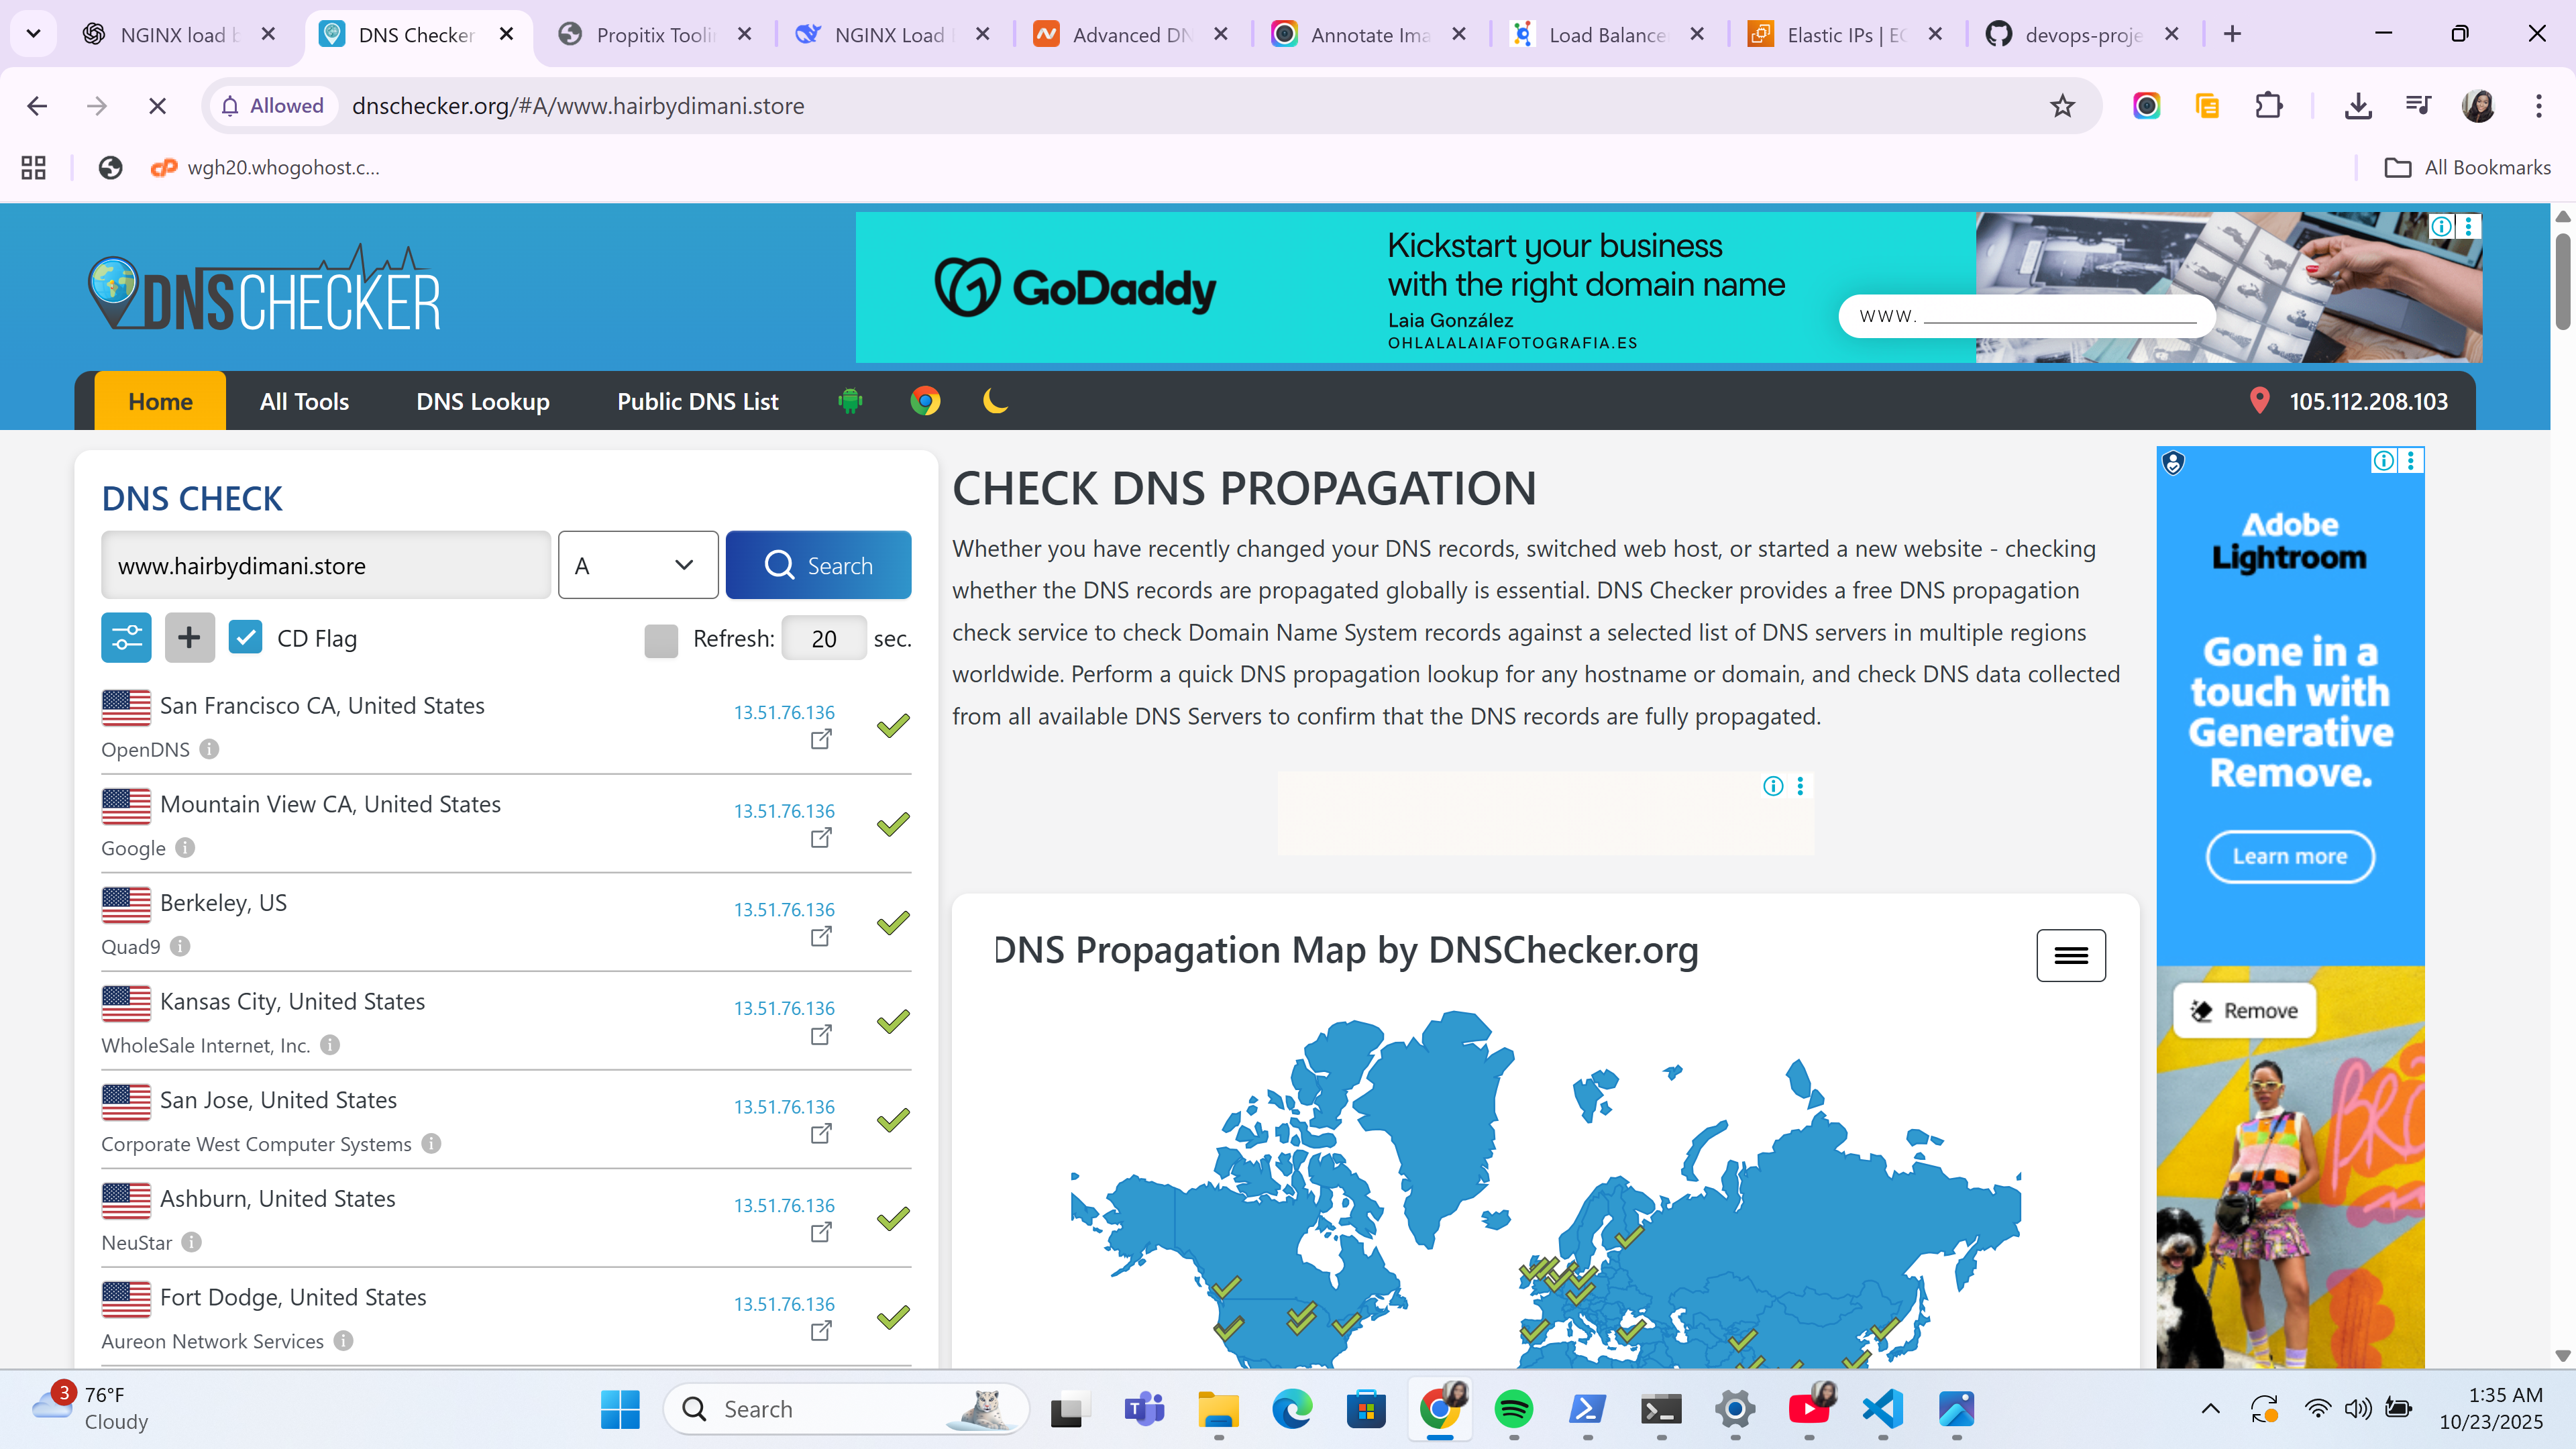 NGINX load b
DNS Checker
Propitix Toolin
NGINX Load
Advanced DN
Annotate Ima
Load Balance
Elastic IPs | EC
devops-proje
Allowed
dnschecker.org/#A/www.hairbydimani.store
wgh20.whogohost.c...
All Bookmarks
DNSCHECKER
GoDaddy
Kickstart your business
with the right domain name
Laia González
OHLALALAIAFOTOGRAFIA.ES
WWW.
Home
All Tools
DNS Lookup
Public DNS List
105.112.208.103
DNS CHECK
www.hairbydimani.store
A
Search
CD Flag
Refresh: 20 sec.
San Francisco CA, United States
13.51.76.136
OpenDNS
Mountain View CA, United States
13.51.76.136
Google
Berkeley, US
13.51.76.136
Quad9
Kansas City, United States
13.51.76.136
WholeSale Internet, Inc.
San Jose, United States
13.51.76.136
Corporate West Computer Systems
Ashburn, United States
13.51.76.136
NeuStar
Fort Dodge, United States
13.51.76.136
Aureon Network Services
CHECK DNS PROPAGATION
Whether you have recently changed your DNS records, switched web host, or started a new website - checking
whether the DNS records are propagated globally is essential. DNS Checker provides a free DNS propagation
check service to check Domain Name System records against a selected list of DNS servers in multiple regions
worldwide. Perform a quick DNS propagation lookup for any hostname or domain, and check DNS data collected
from all available DNS Servers to confirm that the DNS records are fully propagated.
DNS Propagation Map by DNSChecker.org
Adobe
Lightroom
Gone in a
touch with
Generative
Remove.
Learn more
Remove
3
76°F
Cloudy
Search
1:35 AM
10/23/2025